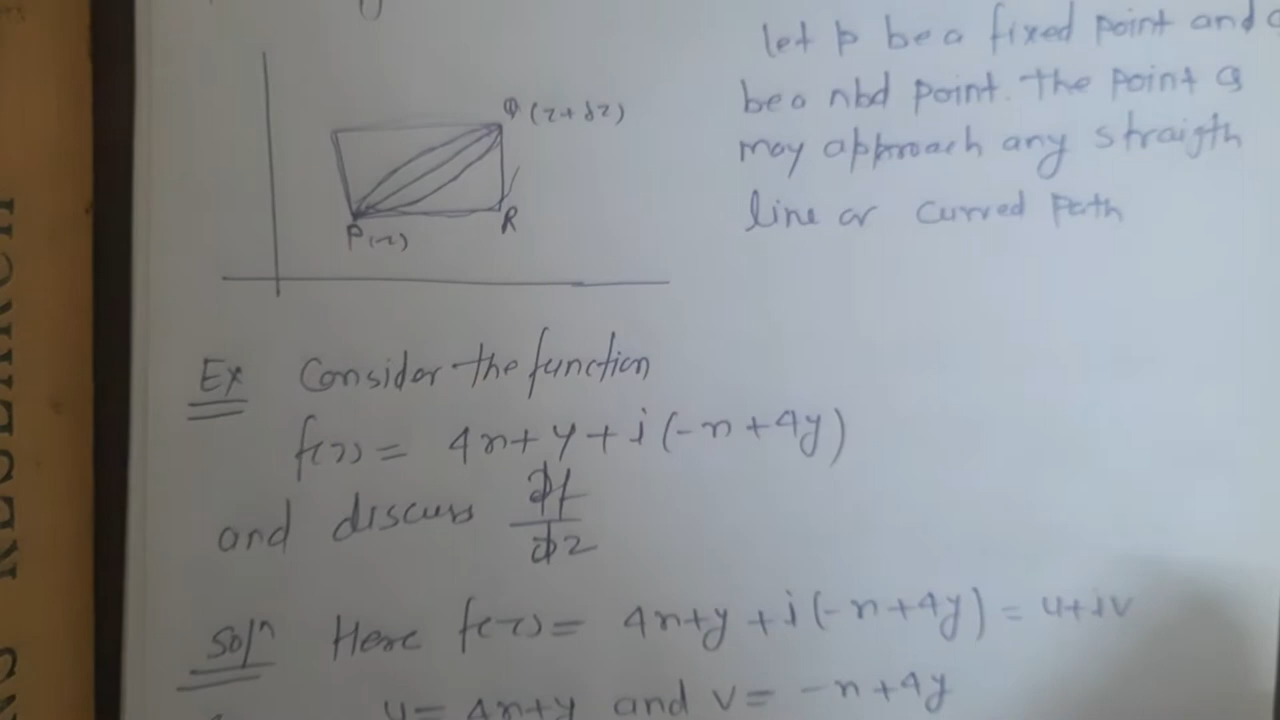 let p be a fixed point and
be a nbd point. The point Q
may approach any straigth
line or curved path
Q (z+δz)
P(z)
R
Ex Consider the function
f(z) = 4x+y+i(-x+4y)
and discuss df/dz
Solⁿ Here f(z) = 4x+y+i(-x+4y) = u+iv
u = 4x+y and v = -x+4y